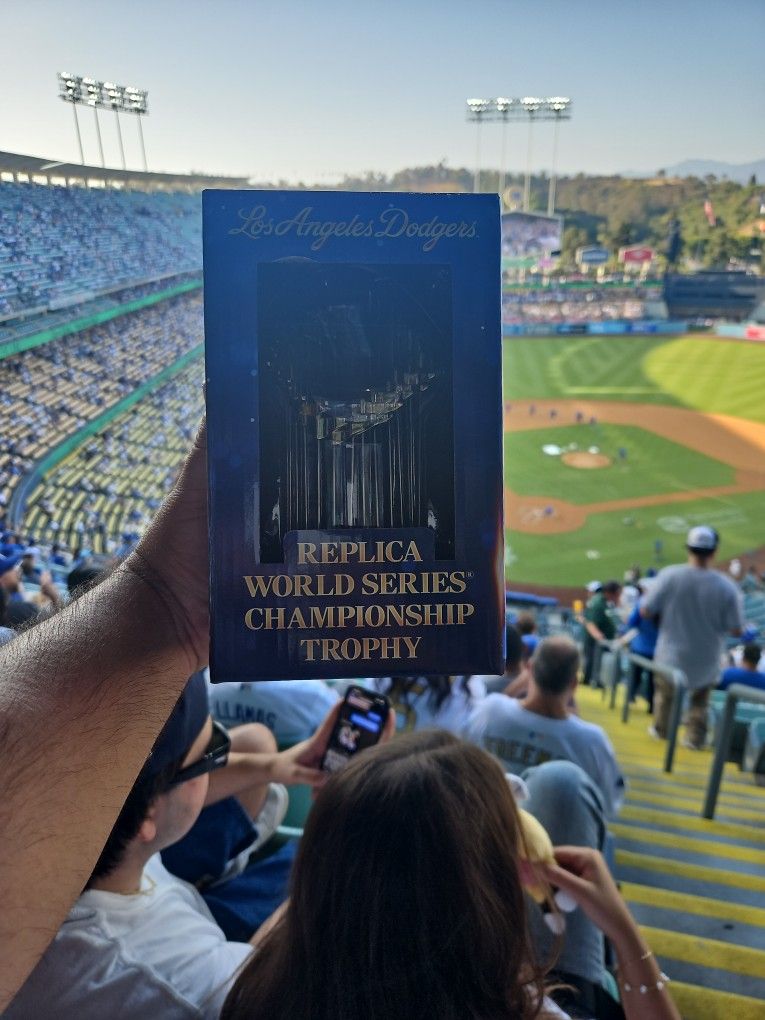 Los Angeles Dodgers
REPLICA
WORLD SERIES®
CHAMPIONSHIP
TROPHY